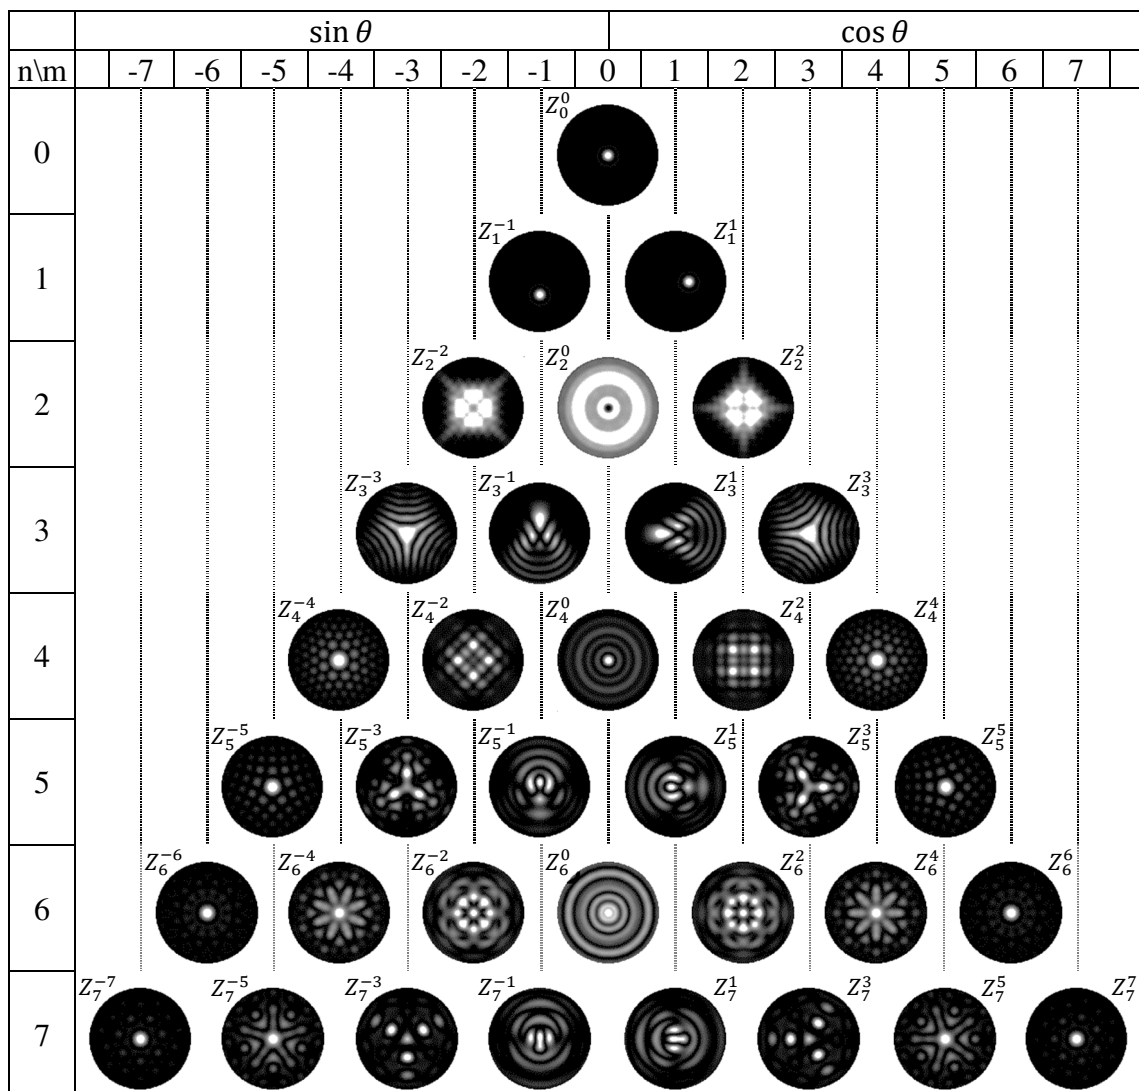 sin θ cos θ
n\m -7 -6 -5 -4 -3 -2 -1 0 1 2 3 4 5 6 7
Z_0^0
0
Z_1^{-1} Z_1^1
1
Z_2^{-2} Z_2^0 Z_2^2
2
Z_3^{-3} Z_3^{-1} Z_3^1 Z_3^3
3
Z_4^{-4} Z_4^{-2} Z_4^0 Z_4^2 Z_4^4
4
Z_5^{-5} Z_5^{-3} Z_5^{-1} Z_5^1 Z_5^3 Z_5^5
5
Z_6^{-6} Z_6^{-4} Z_6^{-2} Z_6^0 Z_6^2 Z_6^4 Z_6^6
6
Z_7^{-7} Z_7^{-5} Z_7^{-3} Z_7^{-1} Z_7^1 Z_7^3 Z_7^5 Z_7^7
7